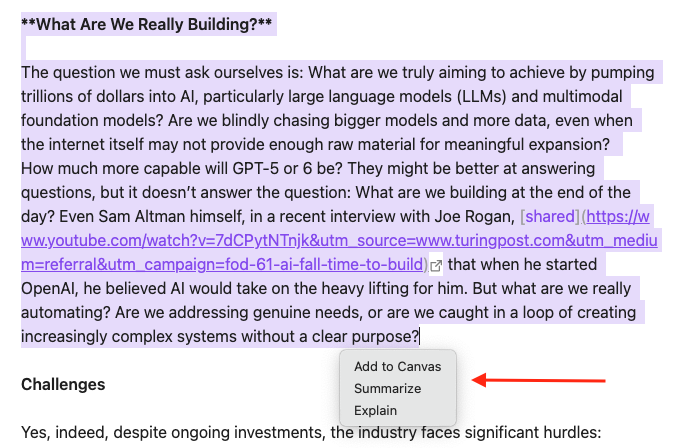 **What Are We Really Building?**
The question we must ask ourselves is: What are we truly aiming to achieve by pumping
trillions of dollars into AI, particularly large language models (LLMs) and multimodal
foundation models? Are we blindly chasing bigger models and more data, even when
the internet itself may not provide enough raw material for meaningful expansion?
How much more capable will GPT-5 or 6 be? They might be better at answering
questions, but it doesn’t answer the question: What are we building at the end of the
day? Even Sam Altman himself, in a recent interview with Joe Rogan, [shared](https://w
ww.youtube.com/watch?v=7dCPytNTnjk&utm_source=www.turingpost.com&utm_mediu
m=referral&utm_campaign=fod-61-ai-fall-time-to-build) that when he started
OpenAI, he believed AI would take on the heavy lifting for him. But what are we really
automating? Are we addressing genuine needs, or are we caught in a loop of creating
increasingly complex systems without a clear purpose?
Add to Canvas
Summarize
Explain
Challenges
Yes, indeed, despite ongoing investments, the industry faces significant hurdles: